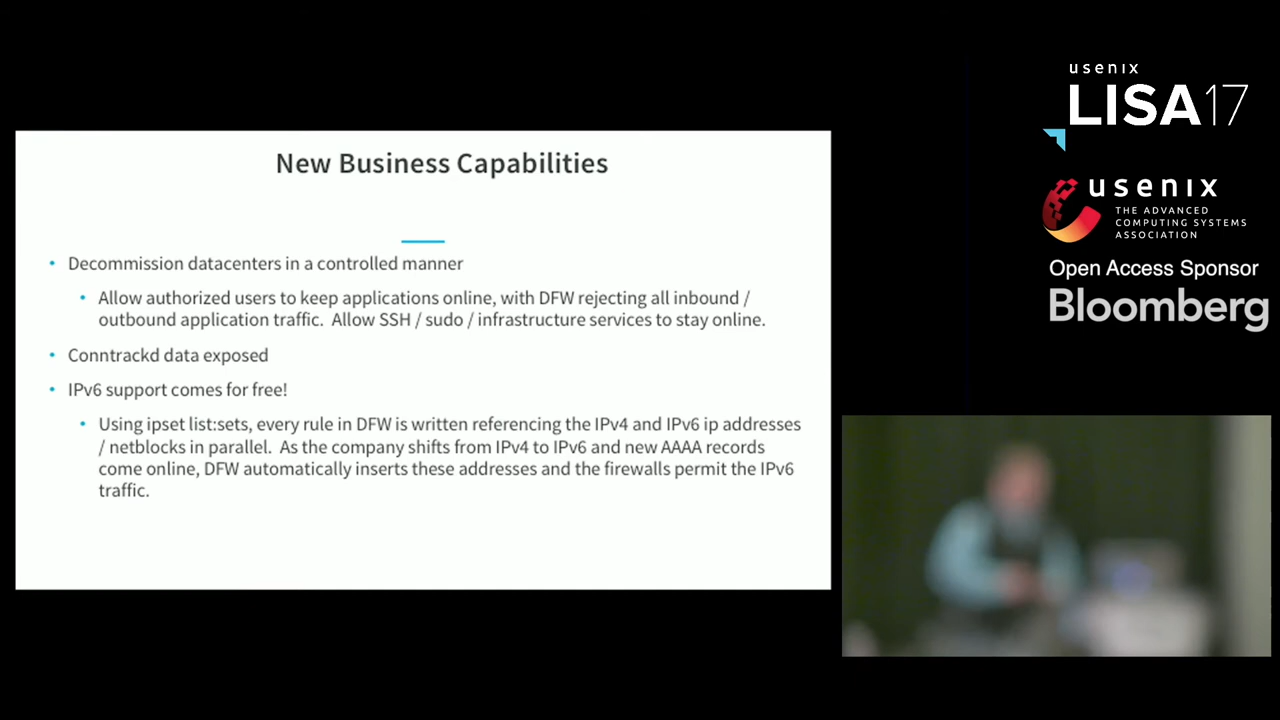 New Business Capabilities
• Decommission datacenters in a controlled manner
• Allow authorized users to keep applications online, with DFW rejecting all inbound /
outbound application traffic.  Allow SSH / sudo / infrastructure services to stay online.
• Conntrackd data exposed
• IPv6 support comes for free!
• Using ipset list:sets, every rule in DFW is written referencing the IPv4 and IPv6 ip addresses
/ netblocks in parallel.  As the company shifts from IPv4 to IPv6 and new AAAA records
come online, DFW automatically inserts these addresses and the firewalls permit the IPv6
traffic.
usenix
LISA17
usenix
THE ADVANCED
COMPUTING SYSTEMS
ASSOCIATION
Open Access Sponsor
Bloomberg